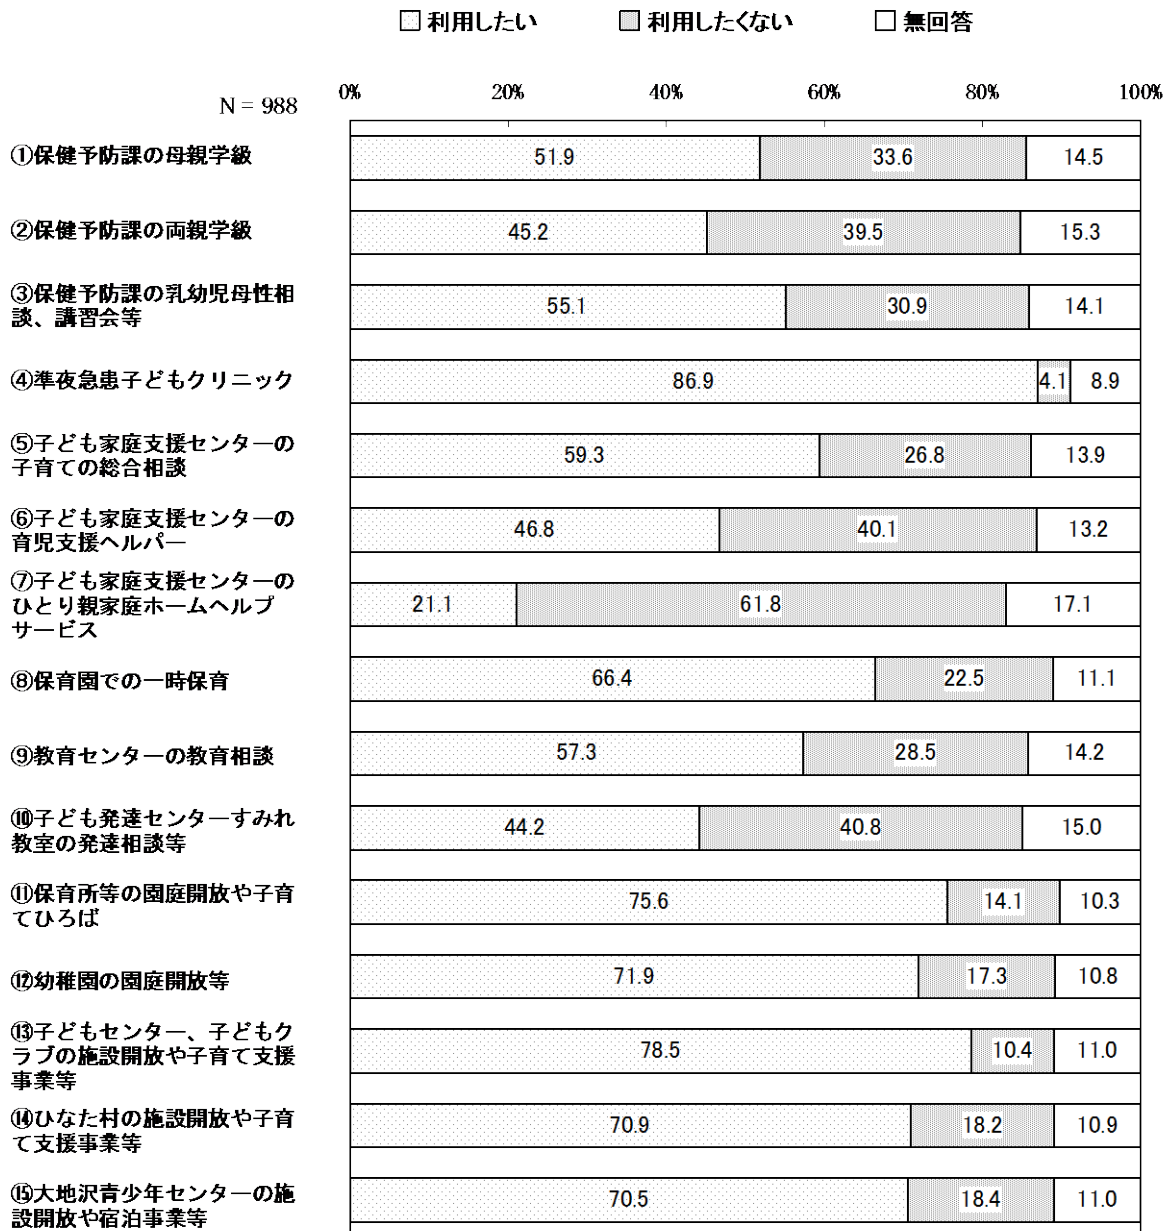 利用したい 利用したくない 無回答
N = 988
0% 20% 40% 60% 80% 100%
①保健予防課の母親学級
51.9 33.6 14.5
②保健予防課の両親学級
45.2 39.5 15.3
③保健予防課の乳幼児母性相
談、講習会等
55.1 30.9 14.1
④準夜急患子どもクリニック
86.9 4.1 8.9
⑤子ども家庭支援センターの
子育ての総合相談
59.3 26.8 13.9
⑥子ども家庭支援センターの
育児支援ヘルパー
46.8 40.1 13.2
⑦子ども家庭支援センターの
ひとり親家庭ホームヘルプ
サービス
21.1 61.8 17.1
⑧保育園での一時保育
66.4 22.5 11.1
⑨教育センターの教育相談
57.3 28.5 14.2
⑩子ども発達センターすみれ
教室の発達相談等
44.2 40.8 15.0
⑪保育所等の園庭開放や子育
てひろば
75.6 14.1 10.3
⑫幼稚園の園庭開放等
71.9 17.3 10.8
⑬子どもセンター、子どもク
ラブの施設開放や子育て支援
事業等
78.5 10.4 11.0
⑭ひなた村の施設開放や子育
て支援事業等
70.9 18.2 10.9
⑮大地沢青少年センターの施
設開放や宿泊事業等
70.5 18.4 11.0